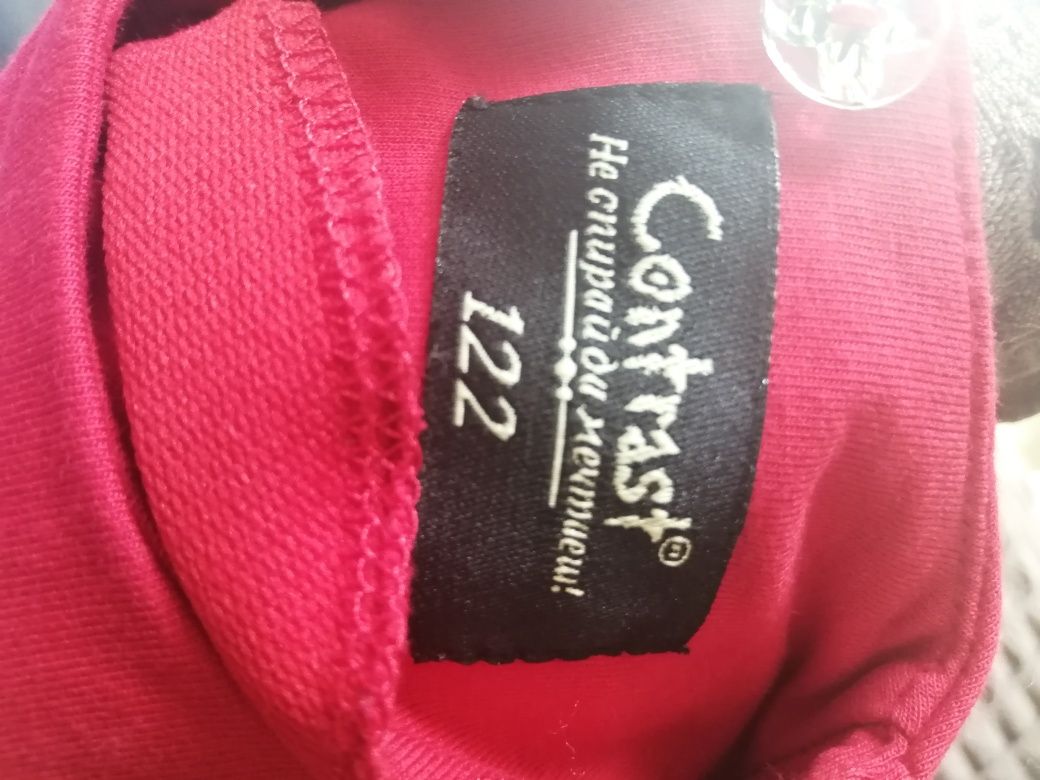 Contrast®
Не спирай да мечтаеш!
122